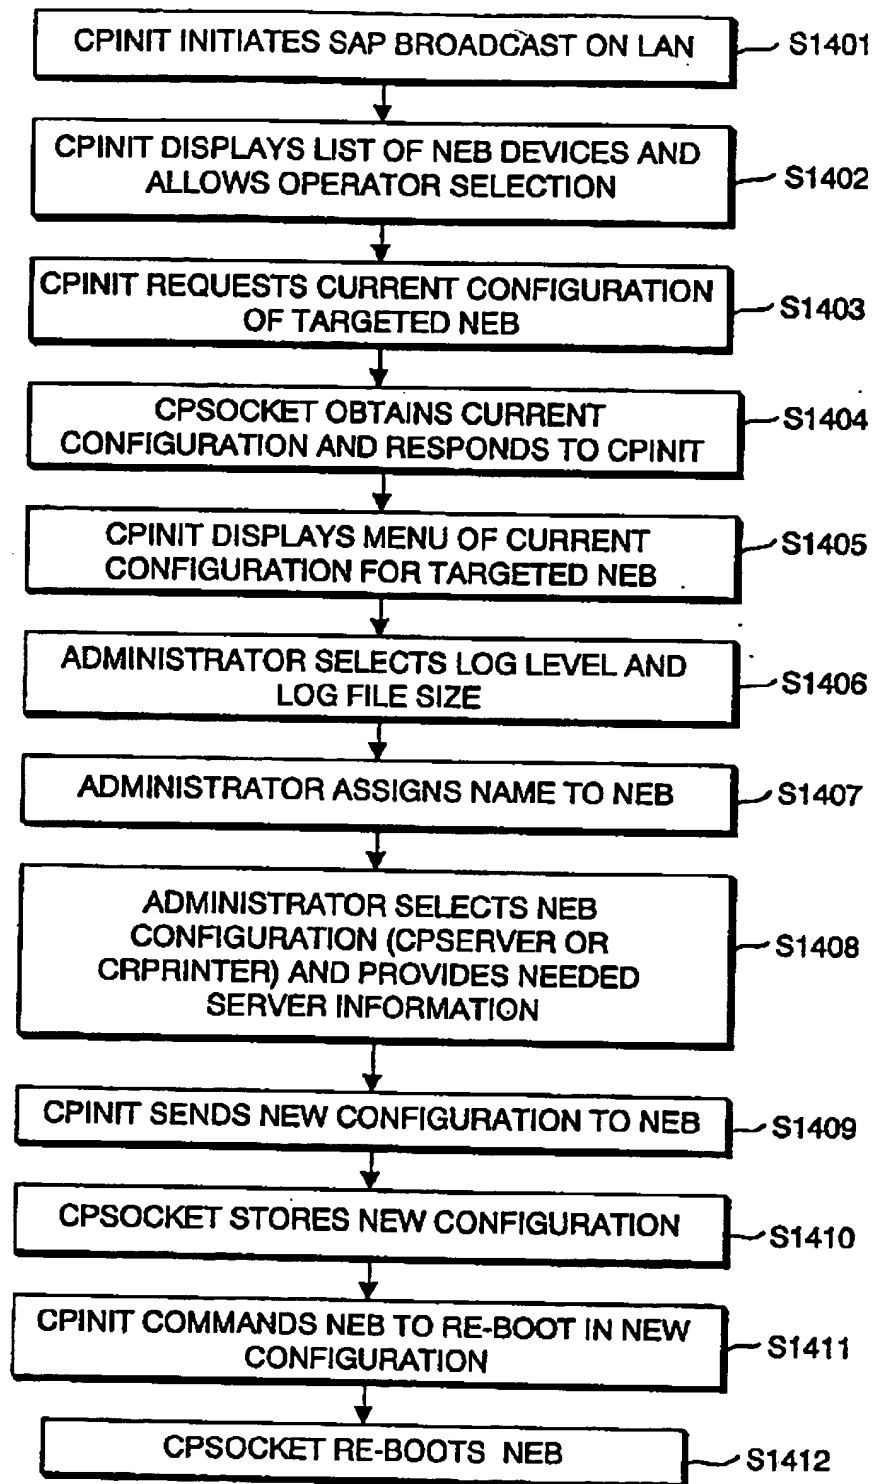 CPINIT INITIATES SAP BROADCAST ON LAN
S1401
CPINIT DISPLAYS LIST OF NEB DEVICES AND
ALLOWS OPERATOR SELECTION
S1402
CPINIT REQUESTS CURRENT CONFIGURATION
OF TARGETED NEB
S1403
CPSOCKET OBTAINS CURRENT
CONFIGURATION AND RESPONDS TO CPINIT
S1404
CPINIT DISPLAYS MENU OF CURRENT
CONFIGURATION FOR TARGETED NEB
S1405
ADMINISTRATOR SELECTS LOG LEVEL AND
LOG FILE SIZE
S1406
ADMINISTRATOR ASSIGNS NAME TO NEB
S1407
ADMINISTRATOR SELECTS NEB
CONFIGURATION (CPSERVER OR
CRPRINTER) AND PROVIDES NEEDED
SERVER INFORMATION
S1408
CPINIT SENDS NEW CONFIGURATION TO NEB
S1409
CPSOCKET STORES NEW CONFIGURATION
S1410
CPINIT COMMANDS NEB TO RE-BOOT IN NEW
CONFIGURATION
S1411
CPSOCKET RE-BOOTS NEB
S1412